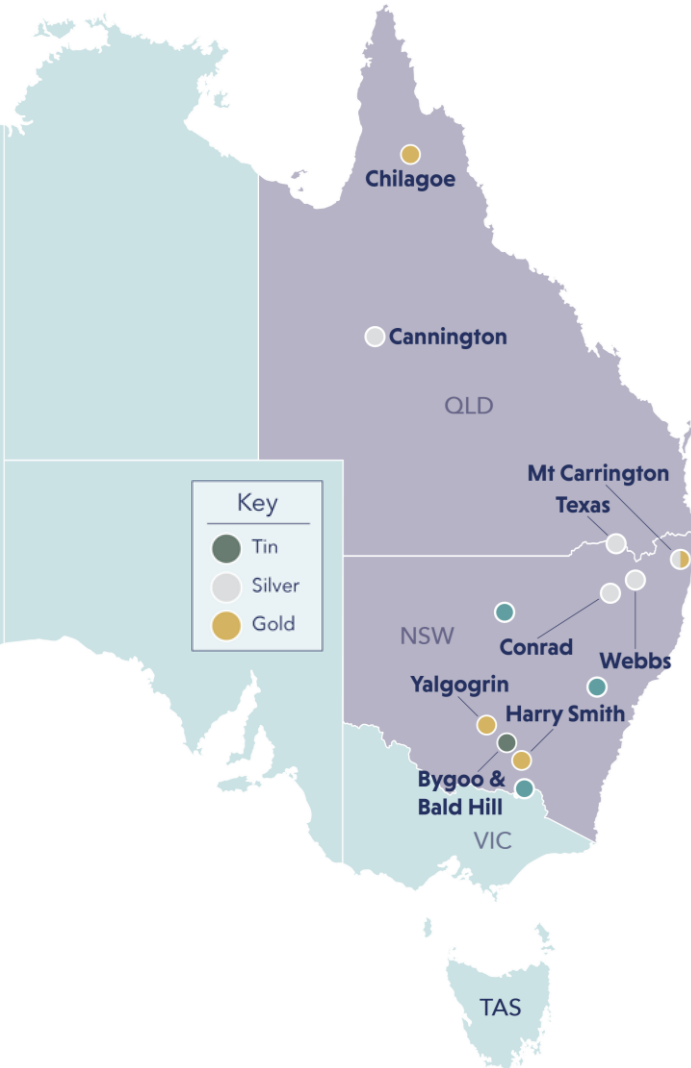 Chilagoe
Cannington
QLD
Mt Carrington
Texas
Key
Tin
Silver
Gold
NSW
Conrad
Webbs
Yalgogrin
Harry Smith
Bygoo &
Bald Hill
VIC
TAS